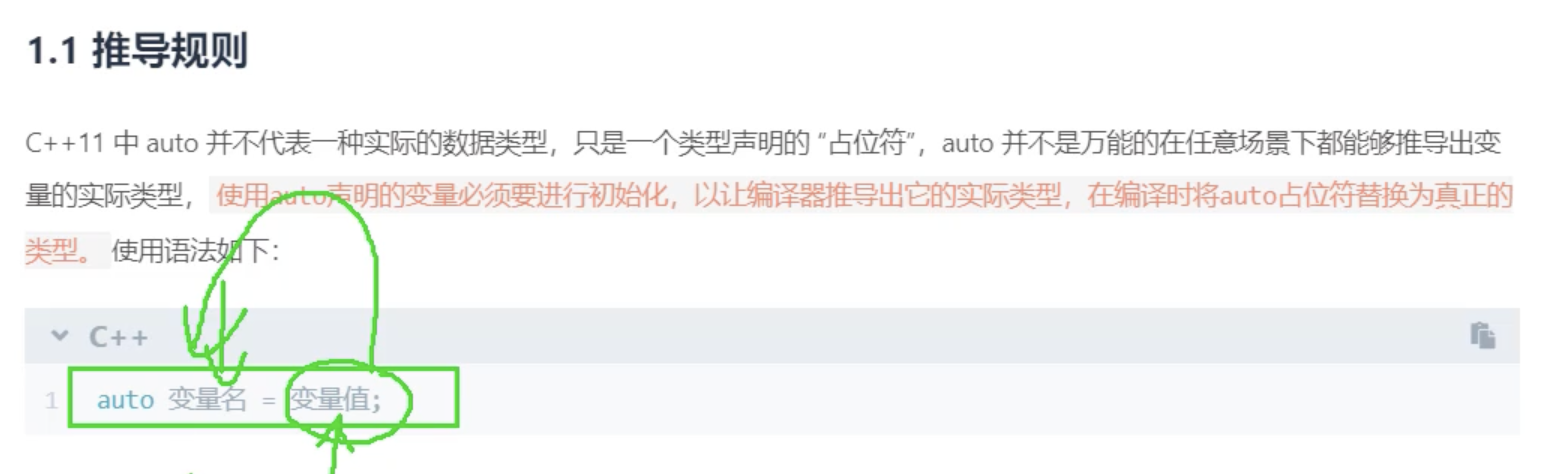 1.1 推导规则
C++11 中 auto 并不代表一种实际的数据类型，只是一个类型声明的 “占位符”，auto 并不是万能的在任意场景下都能够推导出变
量的实际类型，使用auto声明的变量必须要进行初始化，以让编译器推导出它的实际类型，在编译时将auto占位符替换为真正的
类型。使用语法如下：
C++
1 auto 变量名 = 变量值;